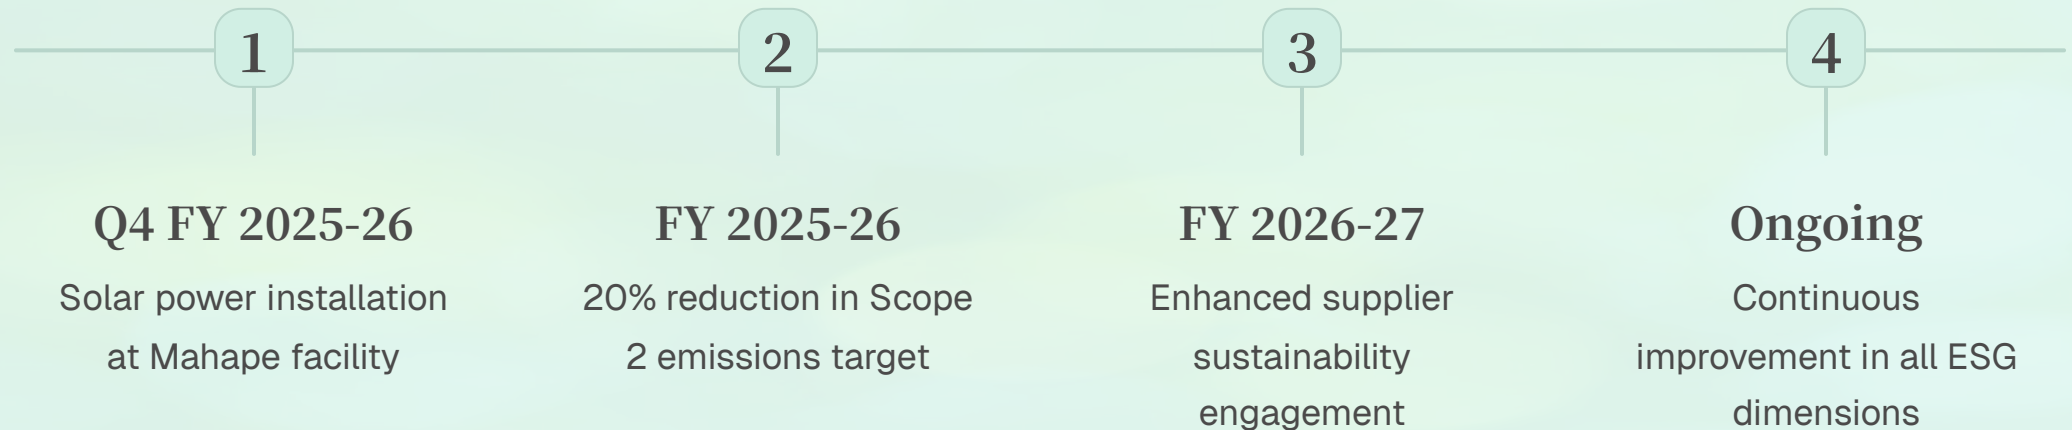 1
Q4 FY 2025-26
Solar power installation
at Mahape facility
2
FY 2025-26
20% reduction in Scope
2 emissions target
3
FY 2026-27
Enhanced supplier
sustainability
engagement
4
Ongoing
Continuous
improvement in all ESG
dimensions